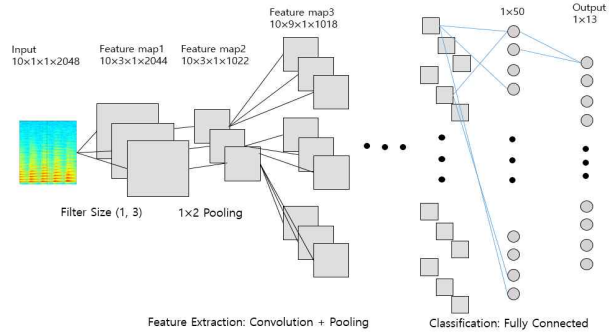 Input
10×1×1×2048
Feature map1
10×3×1×2044
Feature map2
10×3×1×1022
Feature map3
10×9×1×1018
1×50
Output
1×13
Filter Size (1, 3)
1×2 Pooling
Feature Extraction: Convolution + Pooling
Classification: Fully Connected